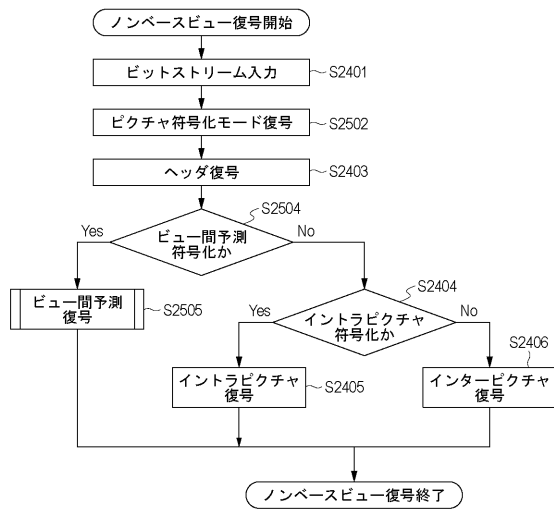 ノンベースビュー復号開始
ビットストリーム入力
S2401
ピクチャ符号化モード復号
S2502
ヘッダ復号
S2403
S2504
Yes
ビュー間予測
符号化か
No
S2404
ビュー間予測
復号
S2505
Yes
イントラピクチャ
符号化か
No
S2406
イントラピクチャ
復号
S2405
インターピクチャ
復号
ノンベースビュー復号終了